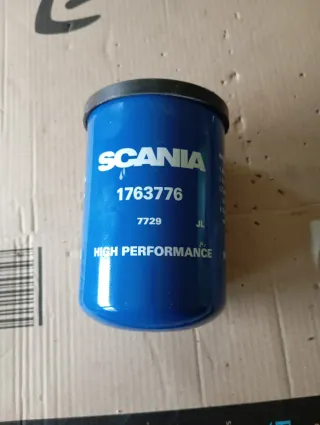 SCANIA
1763776
7729 JL
HIGH PERFORMANCE